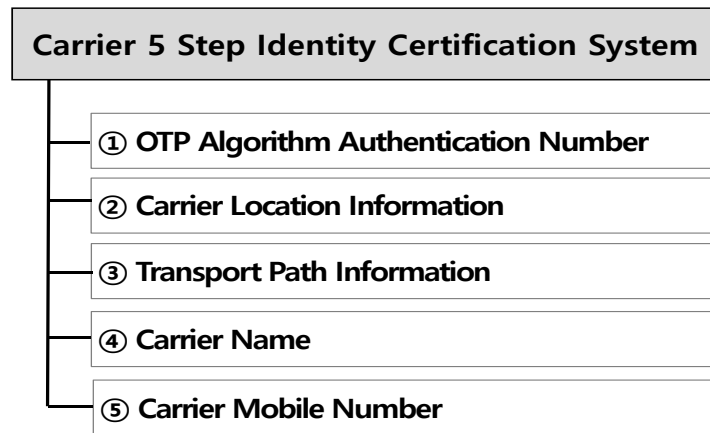 Carrier 5 Step Identity Certification System
① OTP Algorithm Authentication Number
② Carrier Location Information
③ Transport Path Information
④ Carrier Name
⑤ Carrier Mobile Number